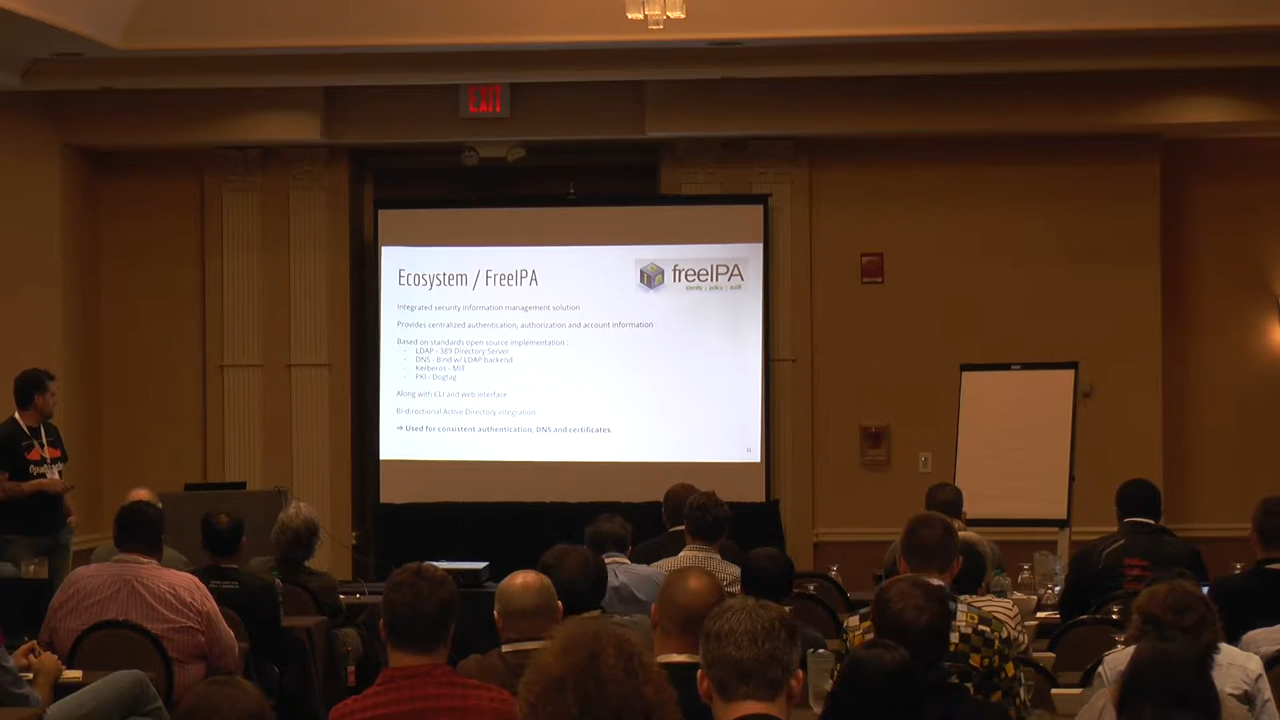 EXIT
Ecosystem / FreeIPA
freeIPA
identity | policy | audit
Integrated security information management solution
Provides centralized authentication, authorization and account information
Based on standards open source implementation :
- LDAP - 389 Directory Server
- DNS - Bind w/ LDAP backend
- Kerberos - MIT
- PKI - Dogtag
Along with CLI and web interface
Bi-directional Active Directory integration
⇒ Used for consistent authentication, DNS and certificates.
11